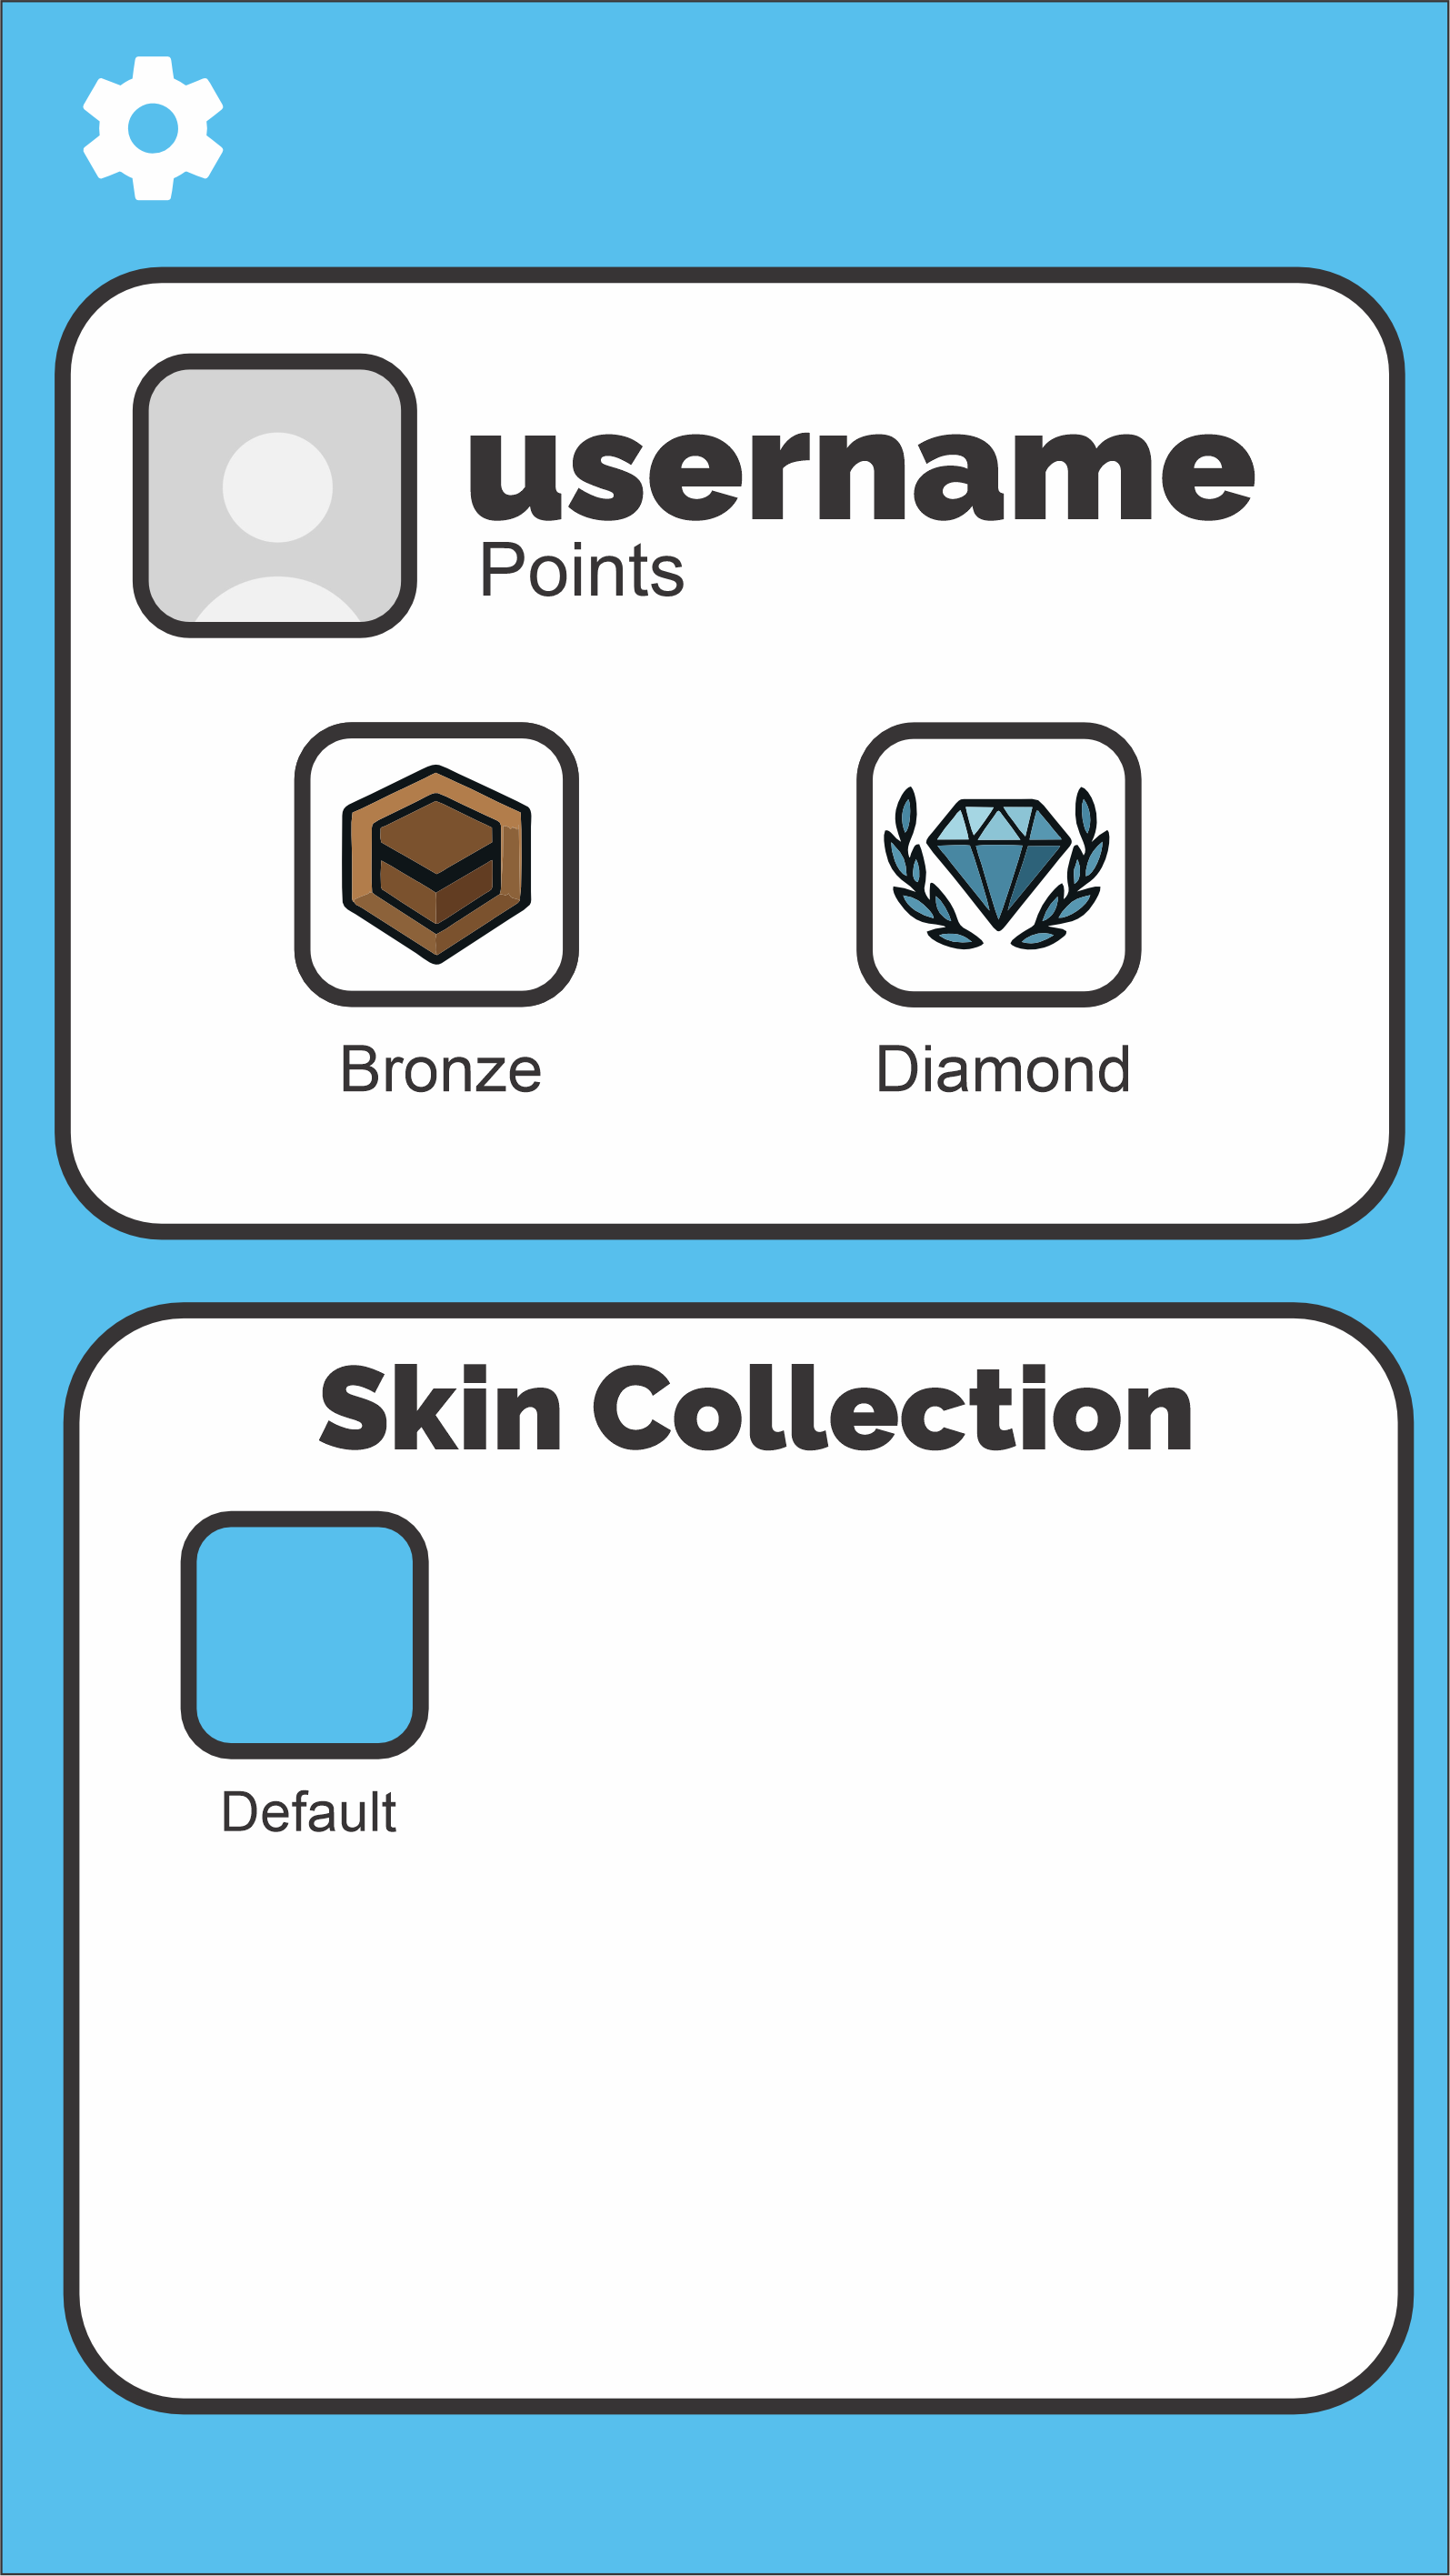 username
Points
Bronze
Diamond
Skin Collection
Default